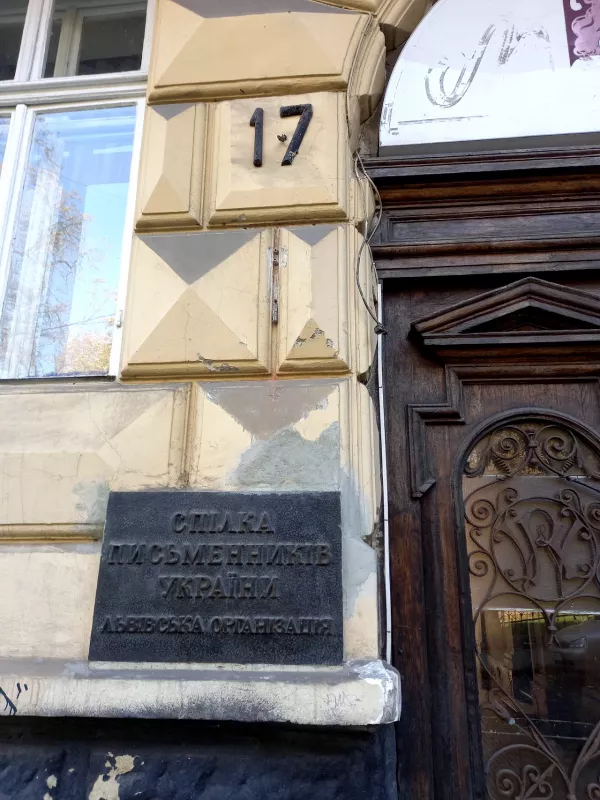 17
СПІЛКА
ПИСЬМЕННИКІВ
УКРАЇНИ
ЛЬВІВСЬКА ОРГАНІЗАЦІЯ